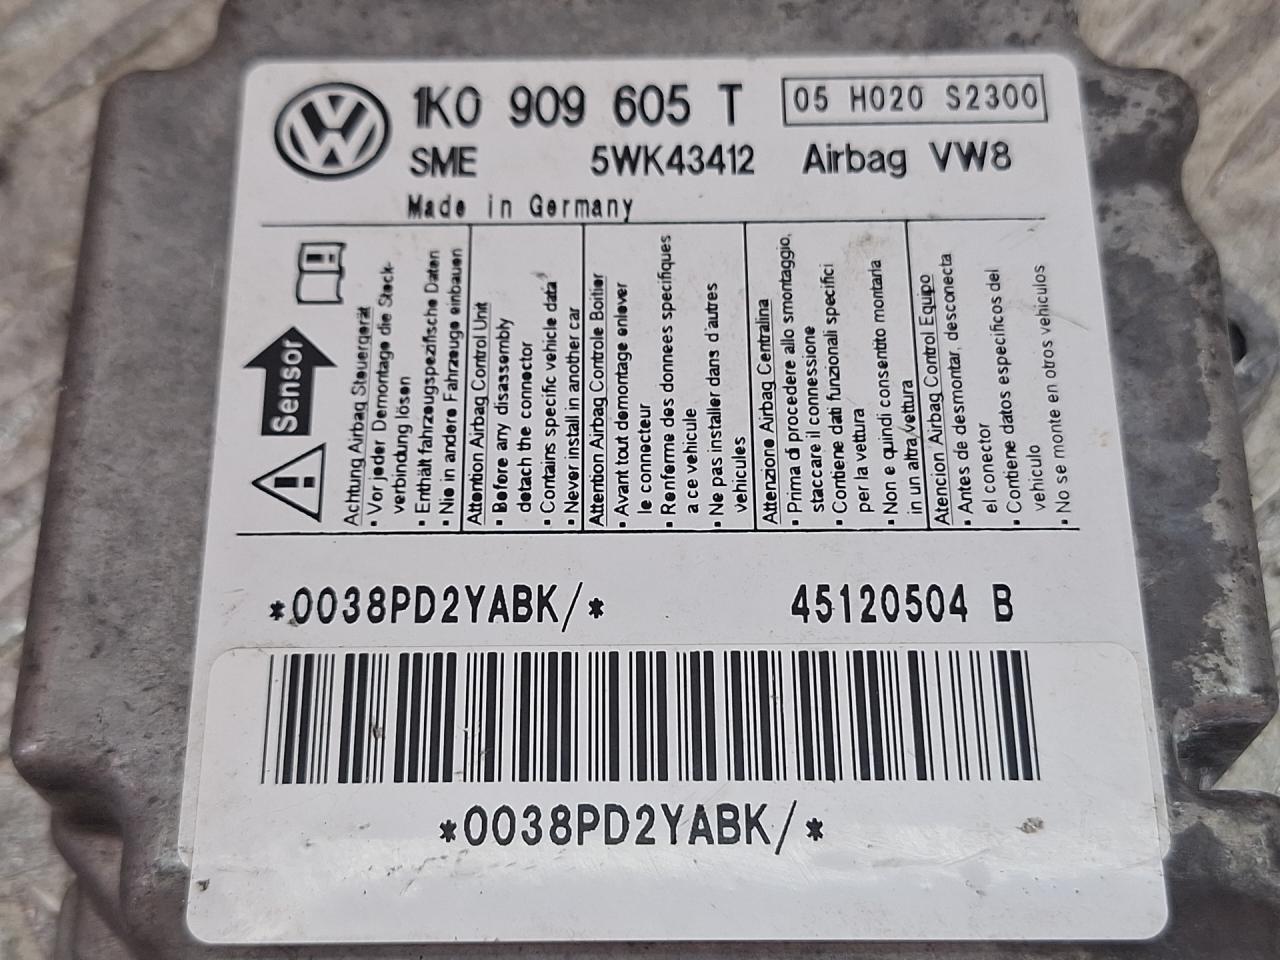 1K0 909 605 T 05 H020 S2300
SME 5WK43412 Airbag VW8
Made in Germany
Sensor
Achtung Airbag Steuergerät
• Vor jeder Demontage die Steck-
verbindung lösen
• Enthält fahrzeugspezifische Daten
• Nie in andere Fahrzeuge einbauen
Attention Airbag Control Unit
• Before any disassembly
detach the connector
• Contains specific vehicle data
• Never install in another car
Attention Airbag Controle Boitier
• Avant tout demontage enlever
le connecteur
• Renferme des donnees specifiques
a ce vehicule
• Ne pas installer dans d'autres
vehicules
Attenzione Airbag Centralina
• Prima di procedere allo smontaggio,
staccare il connessione
• Contiene dati funzionali specifici
per la vettura
• Non e quindi consentito montarla
in un altra vettura
Atencion Airbag Control Equipo
• Antes de desmontar, desconecta
el conector
• Contiene datos especificos del
vehiculo
• No se monte en otros vehiculos
*0038PD2YABK/* 45120504 B
*0038PD2YABK/*